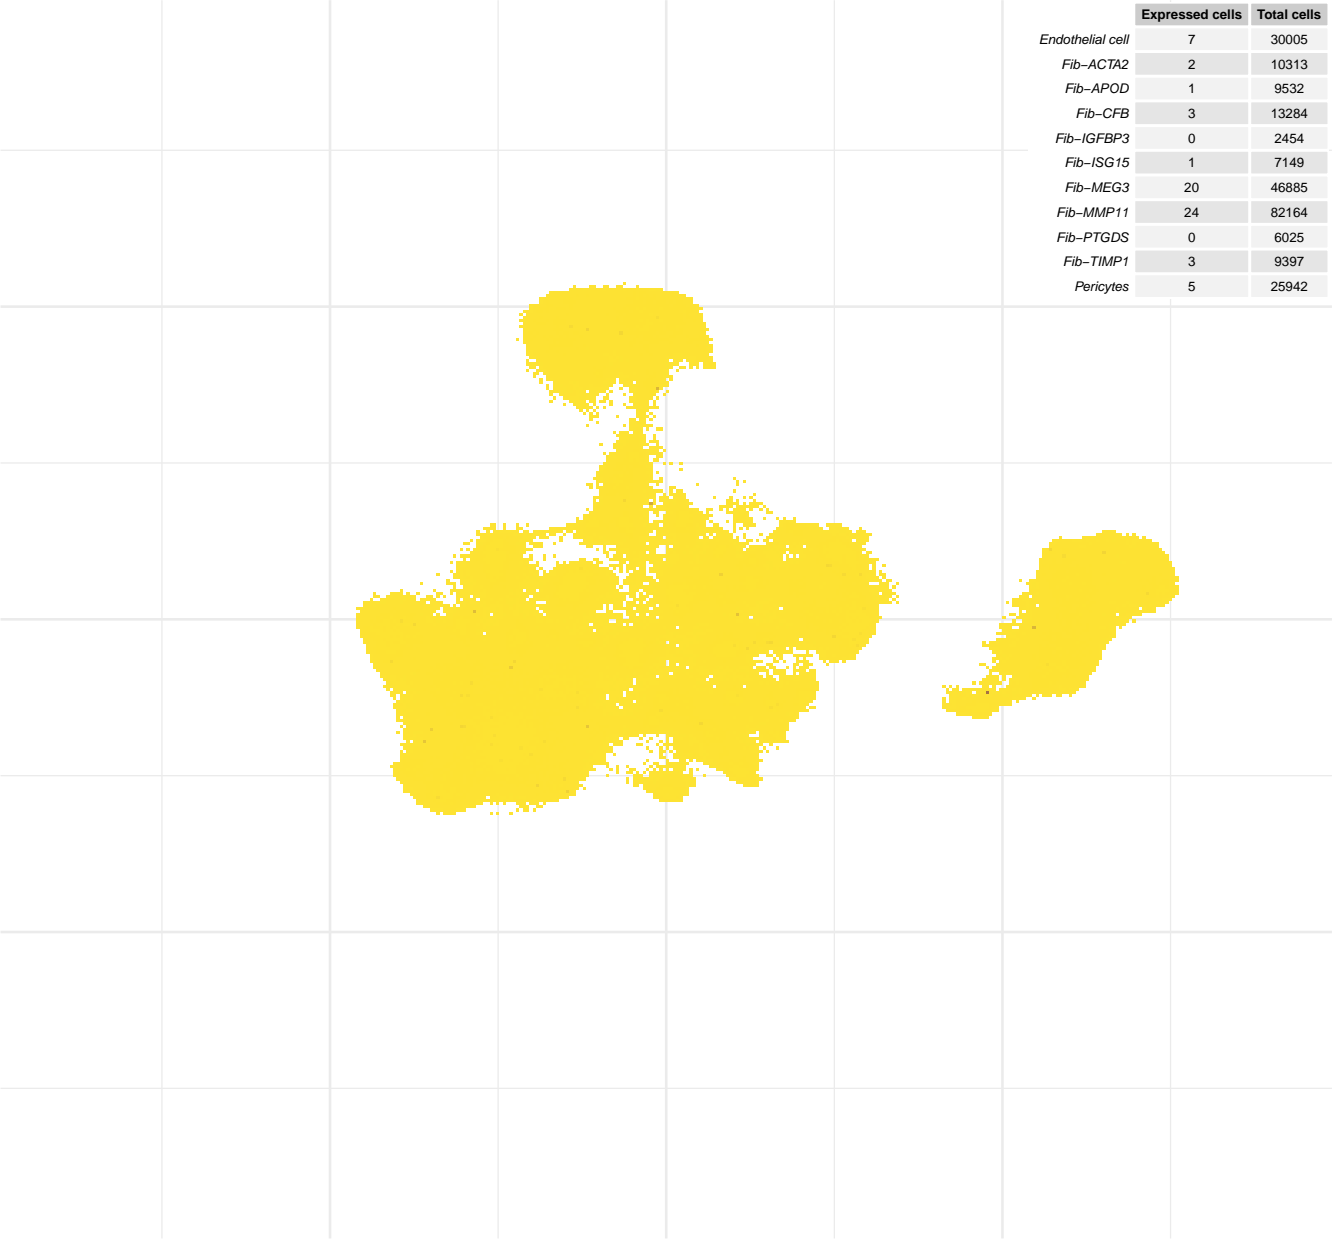 Expressed cells Total cells
Endothelial cell 7 30005
Fib−ACTA2 2 10313
Fib−APOD 1 9532
Fib−CFB 3 13284
Fib−IGFBP3 0 2454
Fib−ISG15 1 7149
Fib−MEG3 20 46885
Fib−MMP11 24 82164
Fib−PTGDS 0 6025
Fib−TIMP1 3 9397
Pericytes 5 25942